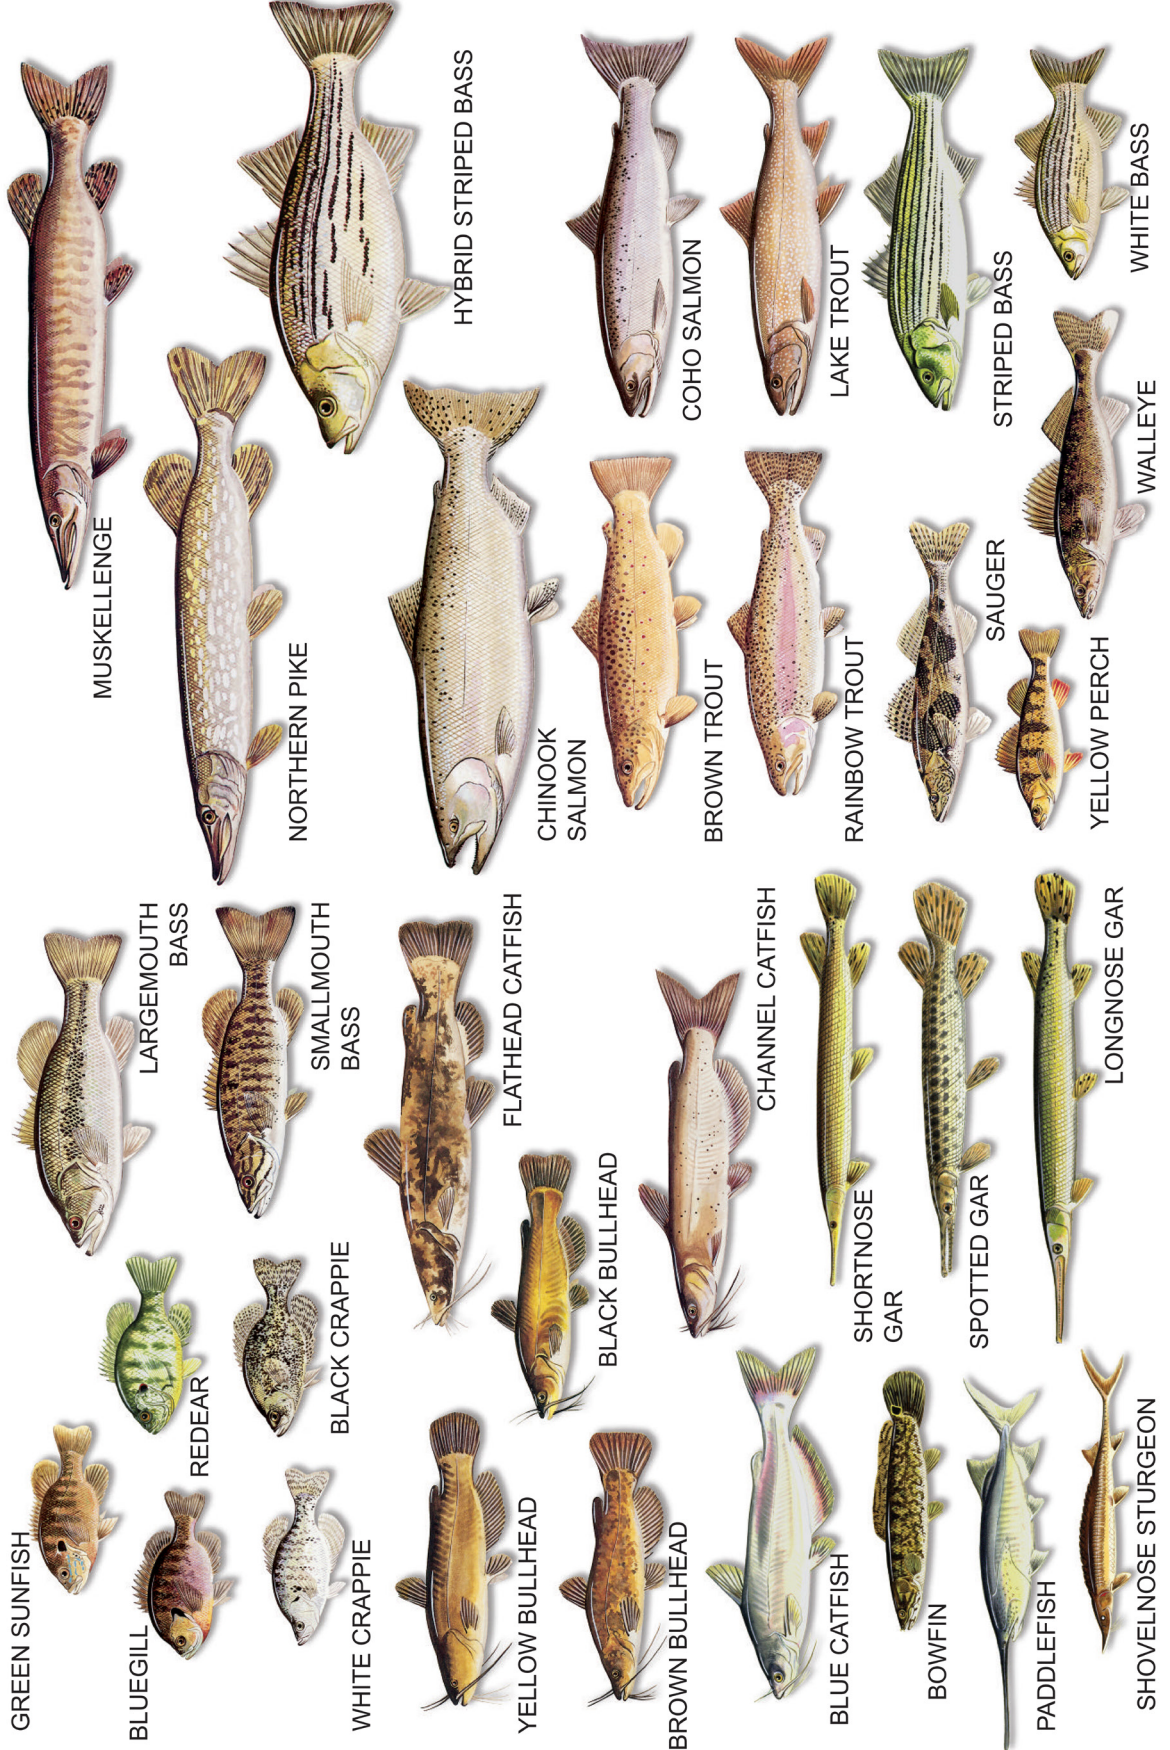 GREEN SUNFISH
BLUEGILL
REDEAR
WHITE CRAPPIE
BLACK CRAPPIE
LARGEMOUTH
BASS
SMALLMOUTH
BASS
MUSKELLENGE
NORTHERN PIKE
HYBRID STRIPED BASS
YELLOW BULLHEAD
BLACK BULLHEAD
FLATHEAD CATFISH
BROWN BULLHEAD
CHINOOK
SALMON
COHO SALMON
BLUE CATFISH
CHANNEL CATFISH
BROWN TROUT
LAKE TROUT
BOWFIN
SHORTNOSE
GAR
RAINBOW TROUT
STRIPED BASS
PADDLEFISH
SPOTTED GAR
SAUGER
WHITE BASS
SHOVELNOSE STURGEON
LONGNOSE GAR
YELLOW PERCH
WALLEYE